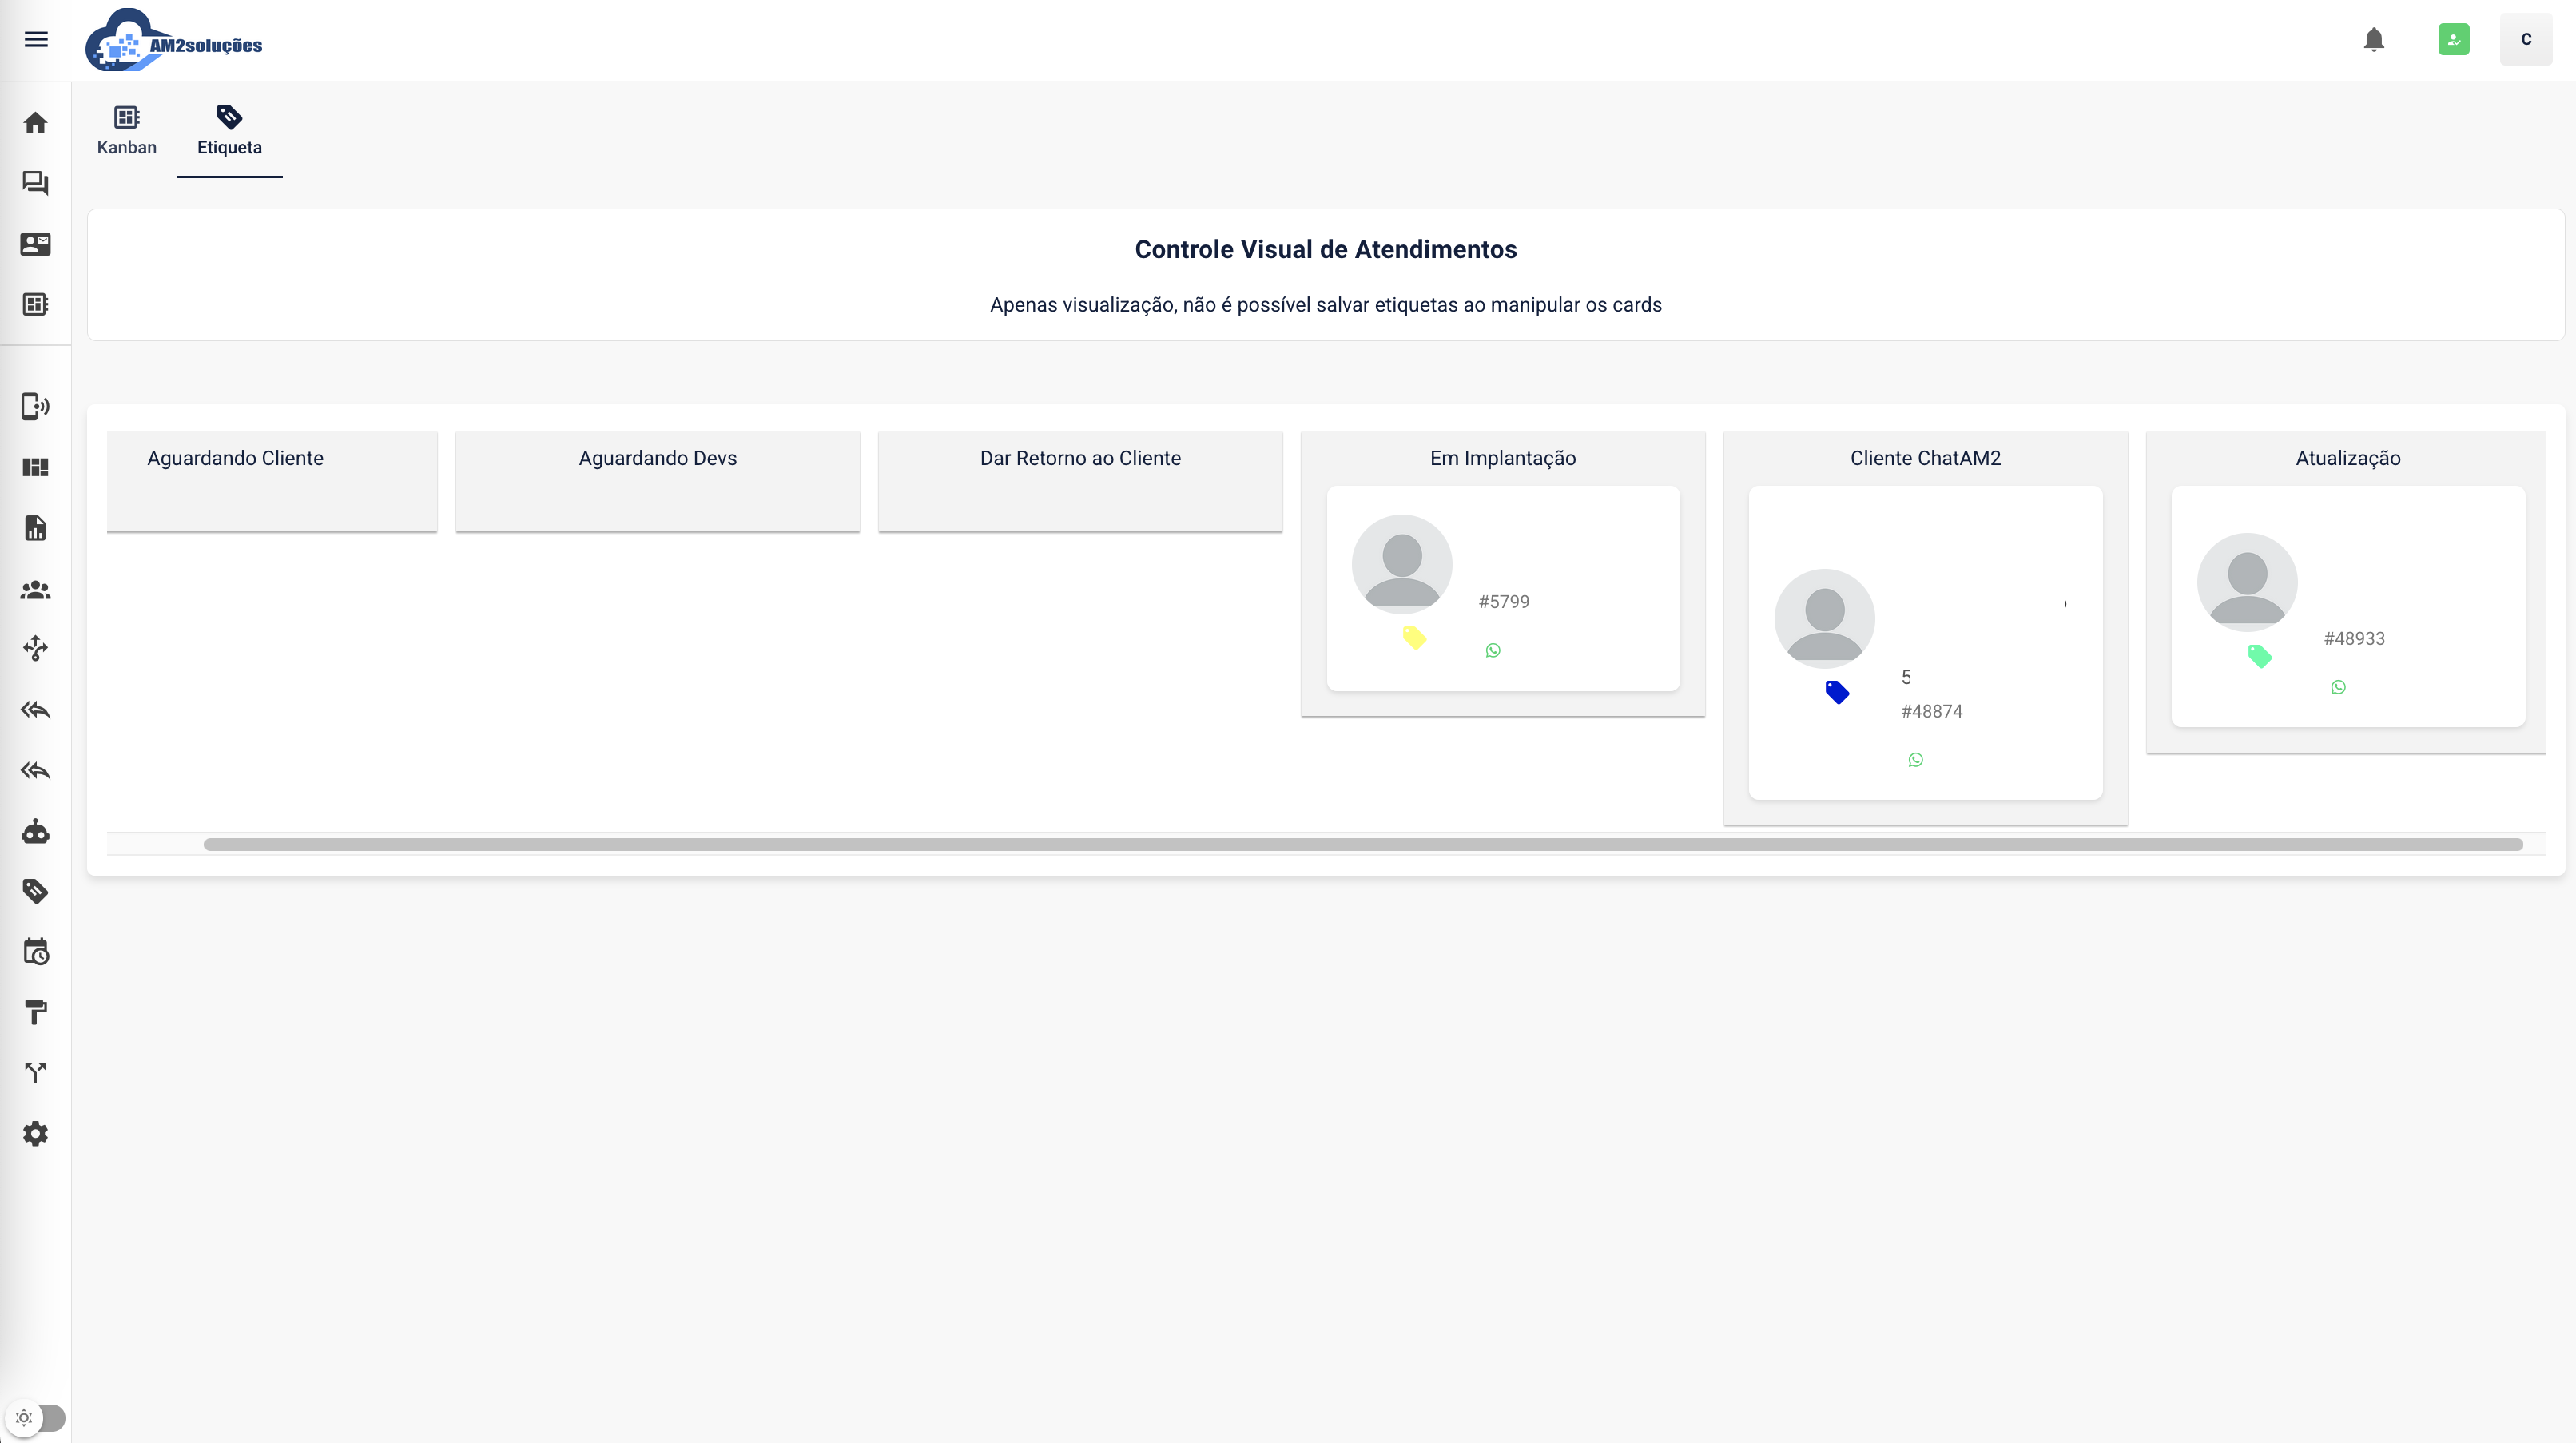 AM2soluções
C
Kanban
Etiqueta
Controle Visual de Atendimentos
Apenas visualização, não é possível salvar etiquetas ao manipular os cards
Aguardando Cliente
Aguardando Devs
Dar Retorno ao Cliente
Em Implantação
Cliente ChatAM2
Atualização
#5799
5
#48874
#48933